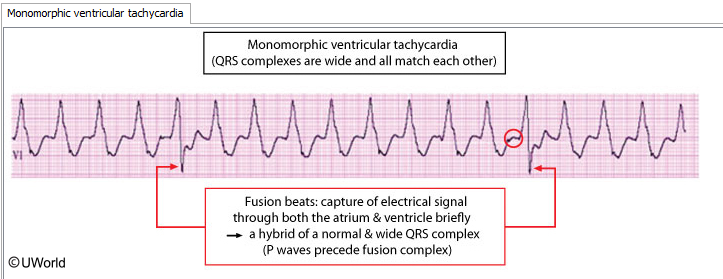 Monomorphic ventricular tachycardia
Monomorphic ventricular tachycardia
(QRS complexes are wide and all match each other)
V1
Fusion beats: capture of electrical signal
through both the atrium & ventricle briefly
→ a hybrid of a normal & wide QRS complex
(P waves precede fusion complex)
©UWorld